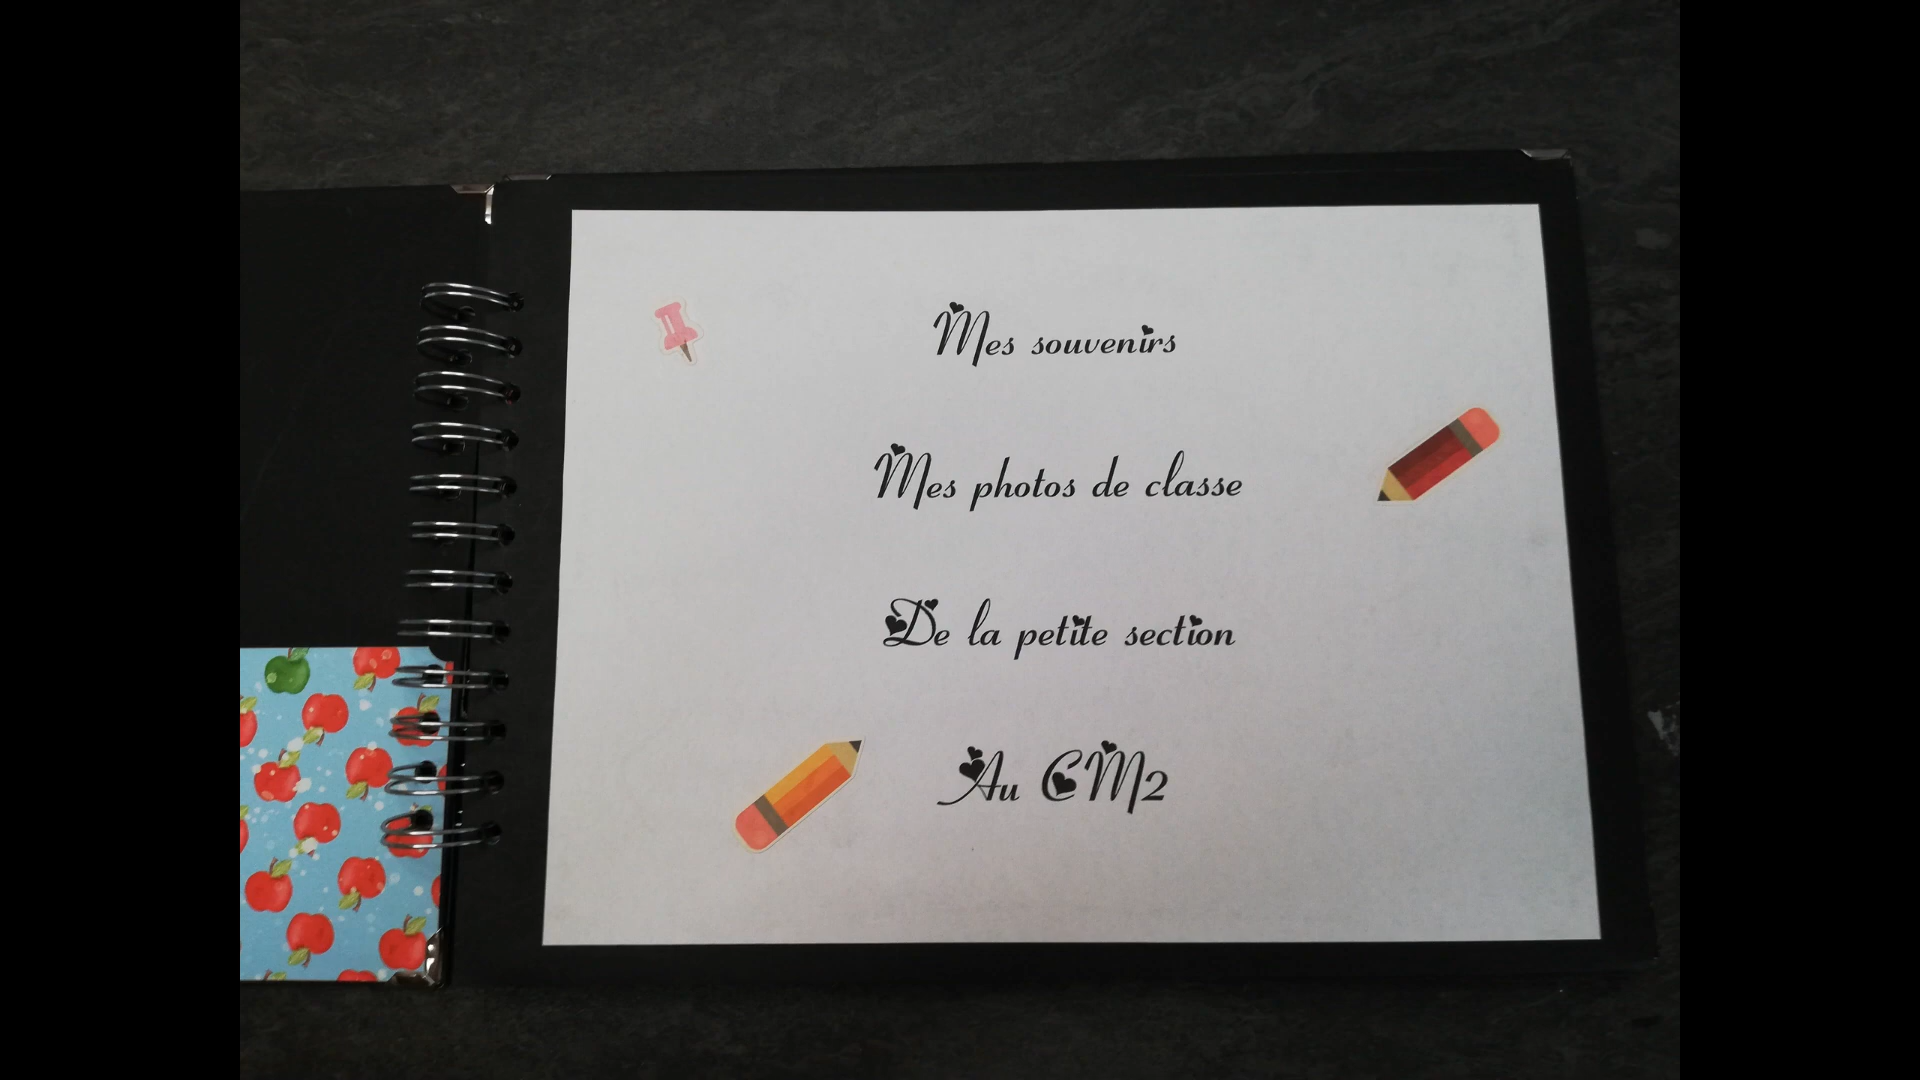 Mes souvenirs
Mes photos de classe
De la petite section
Au CM2